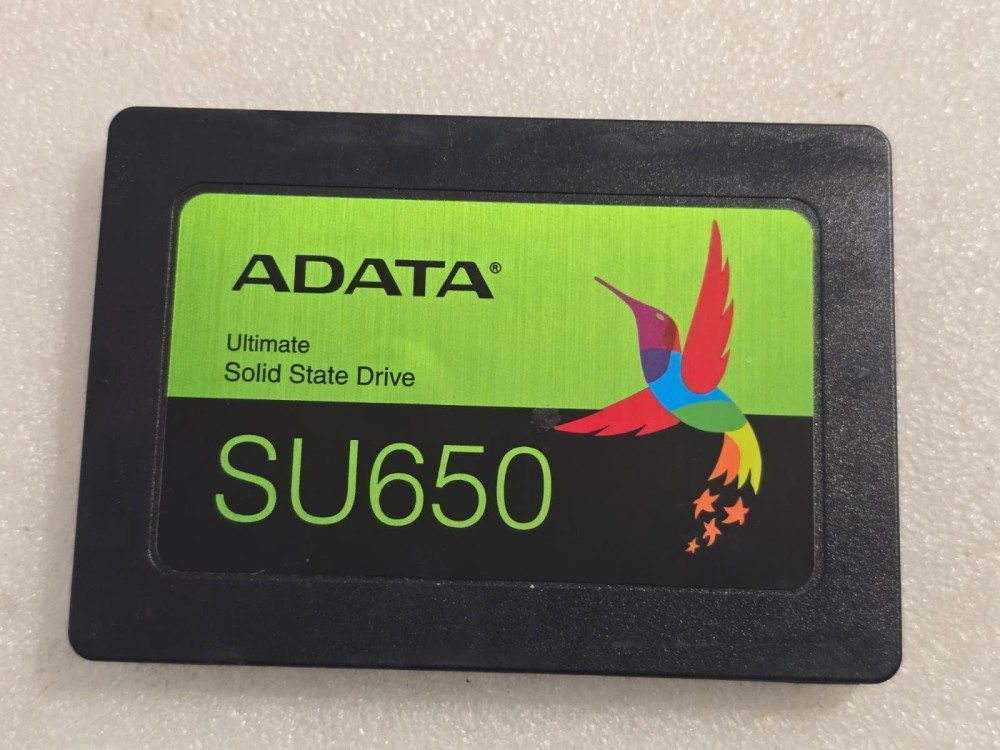 ADATA®
Ultimate
Solid State Drive
SU650